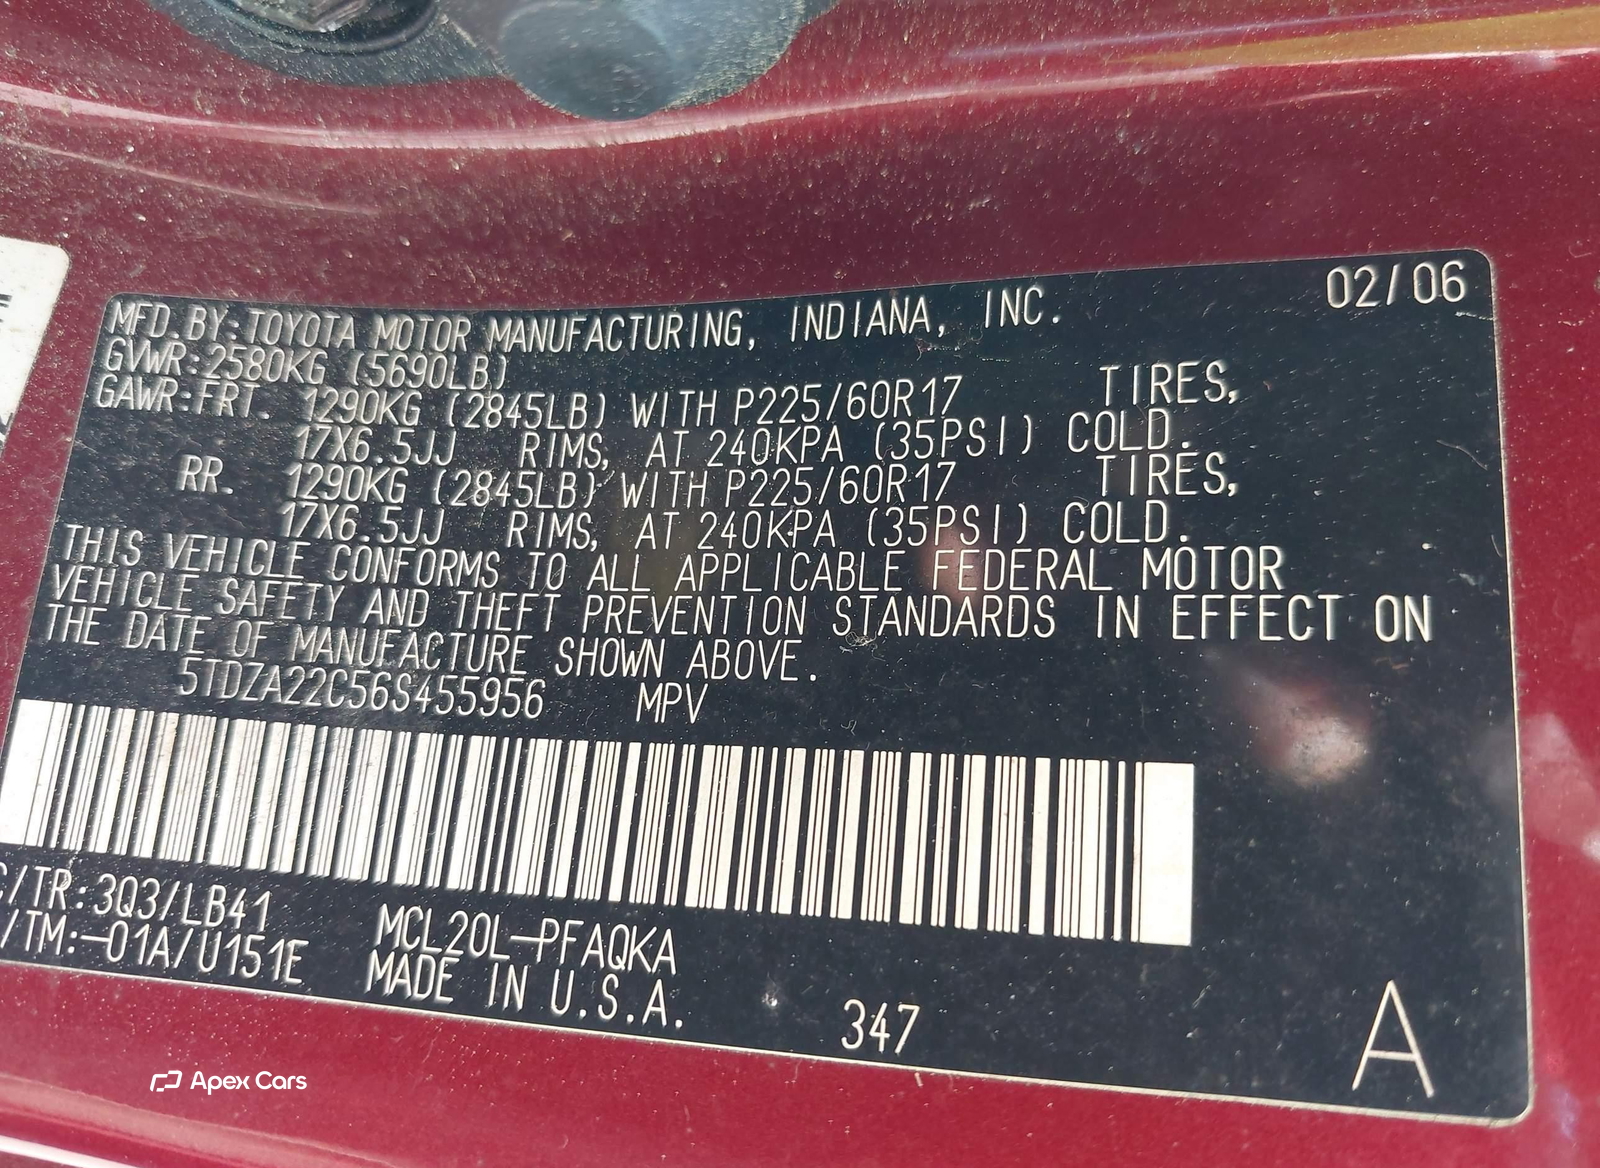 02/06
MFD.BY:TOYOTA MOTOR MANUFACTURING, INDIANA, INC.
GVWR:2580KG (5690LB)
GAWR:FRT. 1290KG (2845LB) WITH P225/60R17 TIRES,
17X6.5JJ RIMS, AT 240KPA (35PSI) COLD.
RR. 1290KG (2845LB) WITH P225/60R17 TIRES,
17X6.5JJ RIMS, AT 240KPA (35PSI) COLD.
THIS VEHICLE CONFORMS TO ALL APPLICABLE FEDERAL MOTOR
VEHICLE SAFETY AND THEFT PREVENTION STANDARDS IN EFFECT ON
THE DATE OF MANUFACTURE SHOWN ABOVE.
5TDZA22C56S455956 MPV
C/TR:3Q3/LB41 MCL20L-PFAQKA
/TM:-01A/U151E MADE IN U.S.A.
347 A
Apex Cars